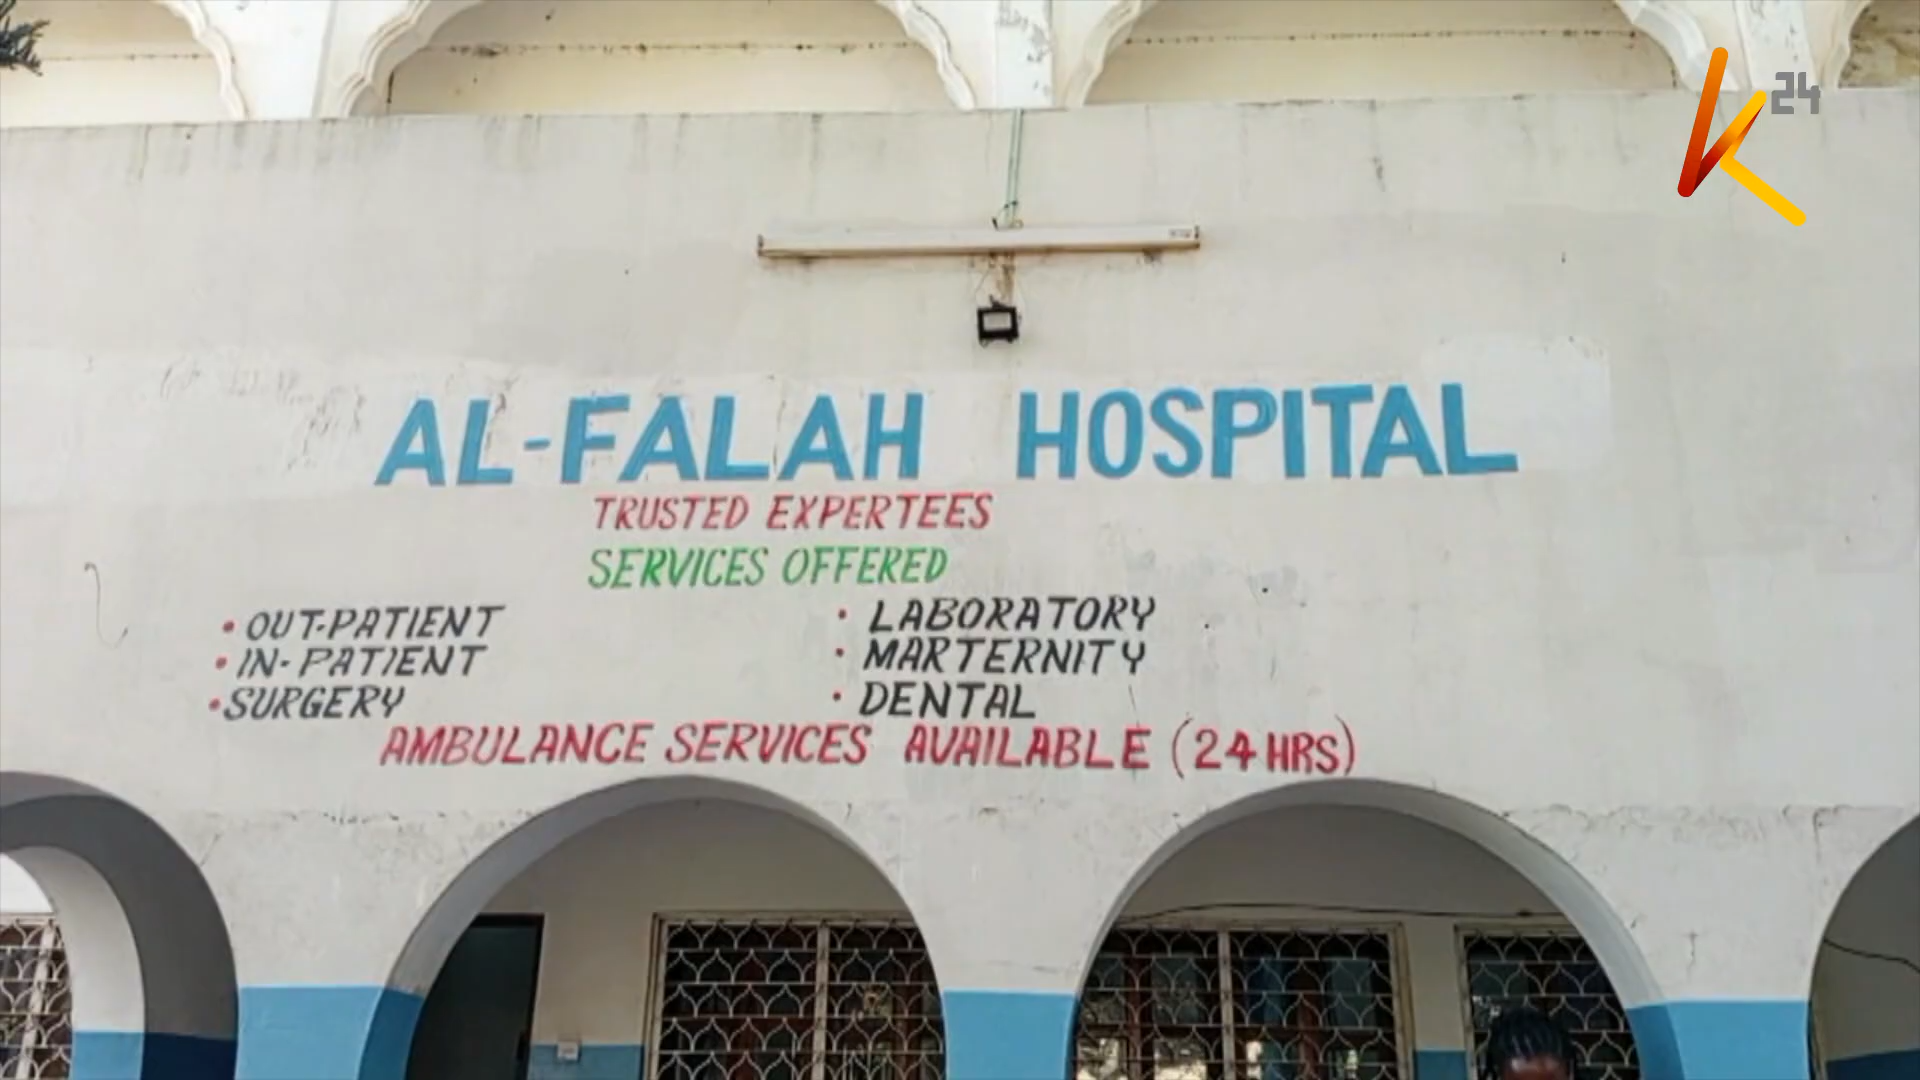 24
AL-FALAH HOSPITAL
TRUSTED EXPERTEES
SERVICES OFFERED
• OUT-PATIENT
• IN-PATIENT
• SURGERY
• LABORATORY
• MARTERNITY
• DENTAL
AMBULANCE SERVICES AVAILABLE (24 HRS)